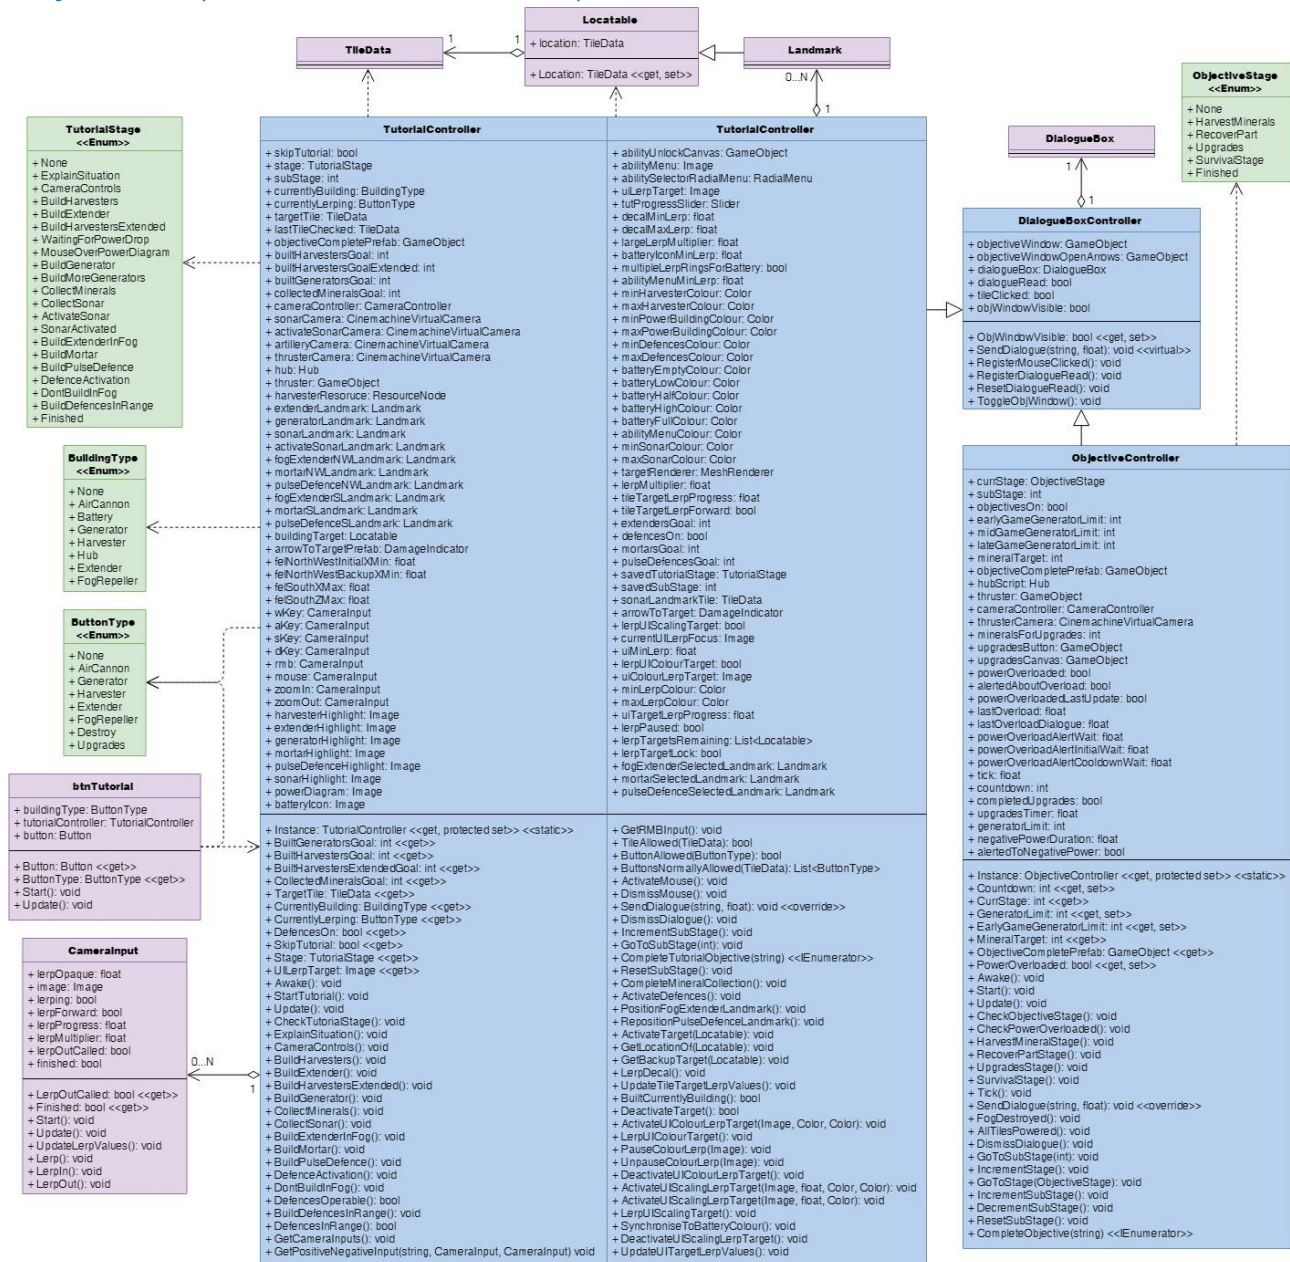 Locatable
+ location: TileData
+ Location: TileData <<get, set>>
TileData
Landmark
1
1
0...N
1
TutorialStage
<<Enum>>
+ None
+ ExplainSituation
+ CameraControls
+ BuildHarvesters
+ BuildExtender
+ BuildHarvestersExtended
+ WaitingForPowerDrop
+ MouseOverPowerDiagram
+ BuildGenerator
+ BuildMoreGenerators
+ CollectMinerals
+ CollectSonar
+ ActivateSonar
+ SonarActivated
+ BuildExtenderInFog
+ BuildMortar
+ BuildPulseDefence
+ DefenceActivation
+ DontBuildInFog
+ BuildDefencesInRange
+ Finished
BuildingType
<<Enum>>
+ None
+ AirCannon
+ Battery
+ Generator
+ Harvester
+ Hub
+ Extender
+ FogRepeller
ButtonType
<<Enum>>
+ None
+ AirCannon
+ Generator
+ Harvester
+ Extender
+ FogRepeller
+ Destroy
+ Upgrades
btnTutorial
+ buildingType: ButtonType
+ tutorialController: TutorialController
+ button: Button
+ Button: Button <<get>>
+ ButtonType: ButtonType <<get>>
+ Start(): void
+ Update(): void
CameraInput
+ lerpOpaque: float
+ image: Image
+ lerping: bool
+ lerpForward: bool
+ lerpProgress: float
+ lerpMultiplier: float
+ lerpOutCalled: bool
+ finished: bool
+ LerpOutCalled: bool <<get>>
+ Finished: bool <<get>>
+ Start(): void
+ Update(): void
+ UpdateLerpValues(): void
+ Lerp(): void
+ LerpIn(): void
+ LerpOut(): void
0...N
1
TutorialController
+ skipTutorial: bool
+ stage: TutorialStage
+ subStage: int
+ currentlyBuilding: BuildingType
+ currentlyLerping: ButtonType
+ targetTile: TileData
+ lastTileChecked: TileData
+ objectiveCompletePrefab: GameObject
+ builtHarvestersGoal: int
+ builtHarvestersGoalExtended: int
+ builtGeneratorsGoal: int
+ collectedMineralsGoal: int
+ cameraController: CameraController
+ sonarCamera: CinemachineVirtualCamera
+ activateSonarCamera: CinemachineVirtualCamera
+ artilleryCamera: CinemachineVirtualCamera
+ thrusterCamera: CinemachineVirtualCamera
+ hub: Hub
+ thruster: GameObject
+ harvesterResoruce: ResourceNode
+ extenderLandmark: Landmark
+ generatorLandmark: Landmark
+ sonarLandmark: Landmark
+ activateSonarLandmark: Landmark
+ fogExtenderNWLandmark: Landmark
+ mortarNWLandmark: Landmark
+ pulseDefenceNWLandmark: Landmark
+ fogExtenderSLandmark: Landmark
+ mortarSLandmark: Landmark
+ pulseDefenceSLandmark: Landmark
+ buildingTarget: Locatable
+ arrowToTargetPrefab: DamageIndicator
+ felNorthWestInitialXMin: float
+ felNorthWestBackupXMin: float
+ felSouthXMax: float
+ felSouthZMax: float
+ wKey: CameraInput
+ aKey: CameraInput
+ sKey: CameraInput
+ dKey: CameraInput
+ rmb: CameraInput
+ mouse: CameraInput
+ zoomIn: CameraInput
+ zoomOut: CameraInput
+ harvesterHighlight: Image
+ extenderHighlight: Image
+ generatorHighlight: Image
+ mortarHighlight: Image
+ pulseDefenceHighlight: Image
+ sonarHighlight: Image
+ powerDiagram: Image
+ batteryIcon: Image
+ Instance: TutorialController <<get, protected set>> <<static>>
+ BuiltGeneratorsGoal: int <<get>>
+ BuiltHarvestersGoal: int <<get>>
+ BuiltHarvestersExtendedGoal: int <<get>>
+ CollectedMineralsGoal: int <<get>>
+ TargetTile: TileData <<get>>
+ CurrentlyBuilding: BuildingType <<get>>
+ CurrentlyLerping: ButtonType <<get>>
+ DefencesOn: bool <<get>>
+ SkipTutorial: bool <<get>>
+ Stage: TutorialStage <<get>>
+ UILerpTarget: Image <<get>>
+ Awake(): void
+ StartTutorial(): void
+ Update(): void
+ CheckTutorialStage(): void
+ ExplainSituation(): void
+ CameraControls(): void
+ BuildHarvesters(): void
+ BuildExtender(): void
+ BuildHarvestersExtended(): void
+ BuildGenerator(): void
+ CollectMinerals(): void
+ CollectSonar(): void
+ BuildExtenderInFog(): void
+ BuildMortar(): void
+ BuildPulseDefence(): void
+ DefenceActivation(): void
+ DontBuildInFog(): void
+ DefencesOperable(): bool
+ BuildDefencesInRange(): void
+ DefencesInRange(): bool
+ GetCameraInputs(): void
+ GetPositiveNegativeInput(string, CameraInput, CameraInput) void
TutorialController
+ abilityUnlockCanvas: GameObject
+ abilityMenu: Image
+ abilitySelectorRadialMenu: RadialMenu
+ uiLerpTarget: Image
+ tutProgressSlider: Slider
+ decalMinLerp: float
+ decalMaxLerp: float
+ largeLerpMultiplier: float
+ batteryIconMinLerp: float
+ multipleLerpRingsForBattery: bool
+ abilityMenuMinLerp: float
+ minHarvesterColour: Color
+ maxHarvesterColour: Color
+ minPowerBuildingColour: Color
+ maxPowerBuildingColour: Color
+ minDefencesColour: Color
+ maxDefencesColour: Color
+ batteryEmptyColour: Color
+ batteryLowColour: Color
+ batteryHalfColour: Color
+ batteryHighColour: Color
+ batteryFullColour: Color
+ abilityMenuColour: Color
+ minSonarColour: Color
+ maxSonarColour: Color
+ targetRenderer: MeshRenderer
+ lerpMultiplier: float
+ tileTargetLerpProgress: float
+ tileTargetLerpForward: bool
+ extendersGoal: int
+ defencesOn: bool
+ mortarsGoal: int
+ pulseDefencesGoal: int
+ savedTutorialStage: TutorialStage
+ savedSubStage: int
+ sonarLandmarkTile: TileData
+ arrowToTarget: DamageIndicator
+ lerpUIScalingTarget: bool
+ currentUILerpFocus: Image
+ uiMinLerp: float
+ lerpUIColourTarget: bool
+ uiColourLerpTarget: Image
+ minLerpColour: Color
+ maxLerpColour: Color
+ uiTargetLerpProgress: float
+ lerpPaused: bool
+ lerpTargetsRemaining: List<Locatable>
+ lerpTargetLock: bool
+ fogExtenderSelectedLandmark: Landmark
+ mortarSelectedLandmark: Landmark
+ pulseDefenceSelectedLandmark: Landmark
+ GetRMBInput(): void
+ TileAllowed(TileData): bool
+ ButtonAllowed(ButtonType): bool
+ ButtonsNormallyAllowed(TileData): List<ButtonType>
+ ActivateMouse(): void
+ DismissMouse(): void
+ SendDialogue(string, float): void <<override>>
+ DismissDialogue(): void
+ IncrementSubStage(): void
+ GoToSubStage(int): void
+ CompleteTutorialObjective(string) <<IEnumerator>>
+ ResetSubStage(): void
+ CompleteMineralCollection(): void
+ ActivateDefences(): void
+ PositionFogExtenderLandmark(): void
+ RepositionPulseDefenceLandmark(): void
+ ActivateTarget(Locatable): void
+ GetLocationOf(Locatable): void
+ GetBackupTarget(Locatable): void
+ LerpDecal(): void
+ UpdateTileTargetLerpValues(): void
+ BuiltCurrentlyBuilding(): bool
+ DeactivateTarget(): bool
+ ActivateUIColourLerpTarget(Image, Color, Color): void
+ LerpUIColourTarget(): void
+ PauseColourLerp(Image): void
+ UnpauseColourLerp(Image): void
+ DeactivateUIColourLerpTarget(): void
+ ActivateUIScalingLerpTarget(Image, float, Color, Color): void
+ ActivateUIScalingLerpTarget(Image, float, Color): void
+ LerpUIScalingTarget(): void
+ SynchroniseToBatteryColour(): void
+ DeactivateUIScalingLerpTarget(): void
+ UpdateUITargetLerpValues(): void
DialogueBox
1
1
DialogueBoxController
+ objectiveWindow: GameObject
+ objectiveWindowOpenArrows: GameObject
+ dialogueBox: DialogueBox
+ dialogueRead: bool
+ tileClicked: bool
+ objWindowVisible: bool
+ ObjWindowVisible: bool <<get, set>>
+ SendDialogue(string, float): void <<virtual>>
+ RegisterMouseClicked(): void
+ RegisterDialogueRead(): void
+ ResetDialogueRead(): void
+ ToggleObjWindow(): void
ObjectiveStage
<<Enum>>
+ None
+ HarvestMinerals
+ RecoverPart
+ Upgrades
+ SurvivalStage
+ Finished
ObjectiveController
+ currStage: ObjectiveStage
+ subStage: int
+ objectivesOn: bool
+ earlyGameGeneratorLimit: int
+ midGameGeneratorLimit: int
+ lateGameGeneratorLimit: int
+ mineralTarget: int
+ objectiveCompletePrefab: GameObject
+ hubScript: Hub
+ thruster: GameObject
+ cameraController: CameraController
+ thrusterCamera: CinemachineVirtualCamera
+ mineralsForUpgrades: int
+ upgradesButton: GameObject
+ upgradesCanvas: GameObject
+ powerOverloaded: bool
+ alertedAboutOverload: bool
+ powerOverloadedLastUpdate: bool
+ lastOverload: float
+ lastOverloadDialogue: float
+ powerOverloadAlertWait: float
+ powerOverloadAlertInitialWait: float
+ powerOverloadAlertCooldownWait: float
+ tick: float
+ countdown: int
+ completedUpgrades: bool
+ upgradesTimer: float
+ generatorLimit: int
+ negativePowerDuration: float
+ alertedToNegativePower: bool
+ Instance: ObjectiveController <<get, protected set>> <<static>>
+ Countdown: int <<get, set>>
+ CurrStage: int <<get>>
+ GeneratorLimit: int <<get, set>>
+ EarlyGameGeneratorLimit: int <<get, set>>
+ MineralTarget: int <<get>>
+ ObjectiveCompletePrefab: GameObject <<get>>
+ PowerOverloaded: bool <<get, set>>
+ Awake(): void
+ Start(): void
+ Update(): void
+ CheckObjectiveStage(): void
+ CheckPowerOverloaded(): void
+ HarvestMineralStage(): void
+ RecoverPartStage(): void
+ UpgradesStage(): void
+ SurvivalStage(): void
+ Tick(): void
+ SendDialogue(string, float): void <<override>>
+ FogDestroyed(): void
+ AllTilesPowered(): void
+ DismissDialogue(): void
+ GoToSubStage(int): void
+ IncrementStage(): void
+ GoToStage(ObjectiveStage): void
+ IncrementSubStage(): void
+ DecrementSubStage(): void
+ ResetSubStage(): void
+ CompleteObjective(string) <<IEnumerator>>